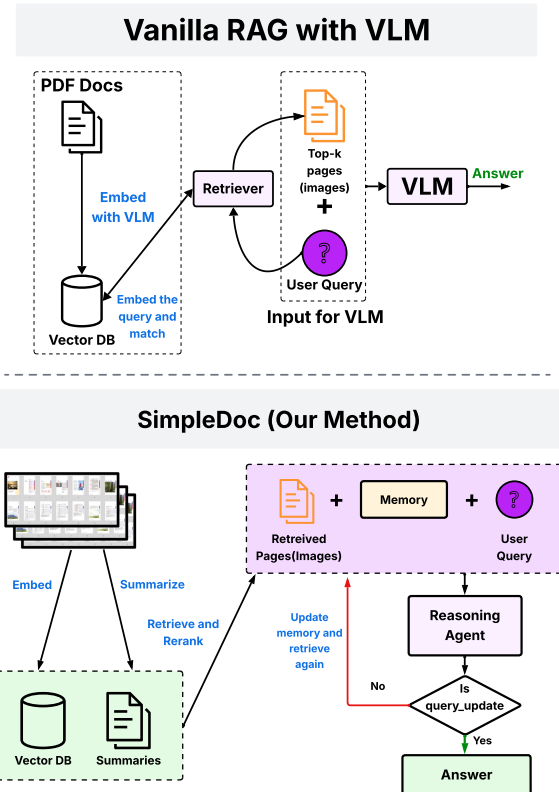 Vanilla RAG with VLM
PDF Docs
Embed
with VLM
Embed the
query and
match
Vector DB
Retriever
Top-k
pages
(images)
+
?
User Query
Input for VLM
VLM
Answer
SimpleDoc (Our Method)
Embed
Summarize
Vector DB
Summaries
Retrieve and
Rerank
Retreived
Pages(Images)
+
Memory
+
?
User
Query
Update
memory and
retrieve
again
Reasoning
Agent
Is
query_update
No
Yes
Answer